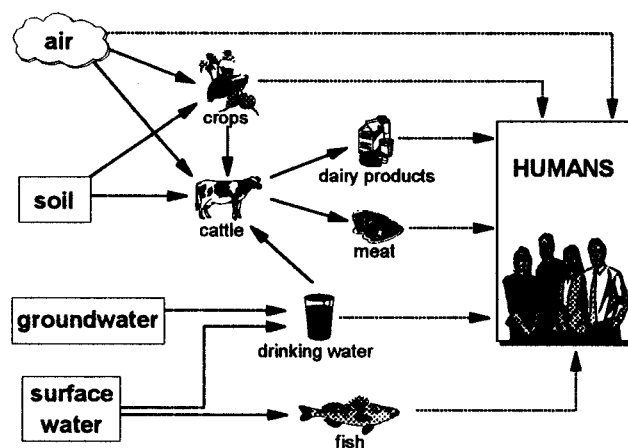 air
crops
dairy products
HUMANS
soil
cattle
meat
groundwater
drinking water
surface
water
fish